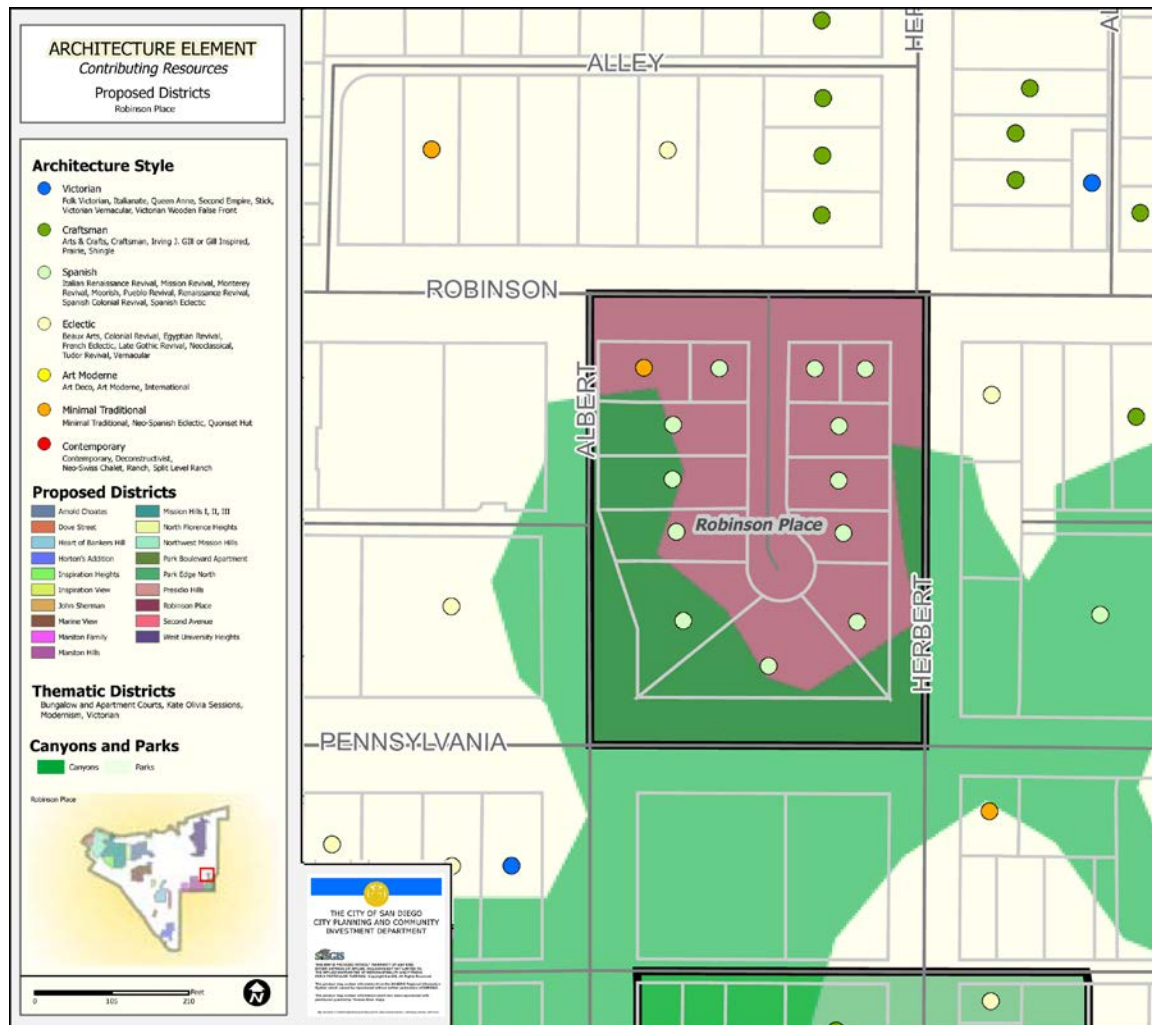 ARCHITECTURE ELEMENT
Contributing Resources
Proposed Districts
Robinson Place
Architecture Style
Victorian
Folk Victorian, Italianate, Queen Anne, Second Empire, Stick,
Victorian Vernacular, Victorian Wooden False Front
Craftsman
Arts & Crafts, Craftsman, Irving J. Gill or Gill Inspired,
Prairie, Shingle
Spanish
Italian Renaissance Revival, Mission Revival, Monterey
Revival, Moorish, Pueblo Revival, Renaissance Revival,
Spanish Colonial Revival, Spanish Eclectic
Eclectic
Beaux Arts, Colonial Revival, Egyptian Revival,
French Eclectic, Late Gothic Revival, Neoclassical,
Tudor Revival, Vernacular
Art Moderne
Art Deco, Art Moderne, International
Minimal Traditional
Minimal Traditional, Neo-Spanish Eclectic, Quonset Hut
Contemporary
Contemporary, Deconstructivist,
Neo-Swiss Chalet, Ranch, Split Level Ranch
Proposed Districts
Arnold Choates
Dove Street
Heart of Bankers Hill
Horton's Addition
Inspiration Heights
Inspiration View
John Sherman
Marine View
Marston Family
Marston Hills
Mission Hills I, II, III
North Florence Heights
Northwest Mission Hills
Park Boulevard Apartment
Park Edge North
Presidio Hills
Robinson Place
Second Avenue
West University Heights
Thematic Districts
Bungalow and Apartment Courts, Kate Olivia Sessions,
Modernism, Victorian
Canyons and Parks
Canyons
Parks
Robinson Place
0 105 210 Feet
N
ALLEY
HER
AL
ROBINSON
ALBERT
Robinson Place
HERBERT
PENNSYLVANIA
THE CITY OF SAN DIEGO
CITY PLANNING AND COMMUNITY
INVESTMENT DEPARTMENT